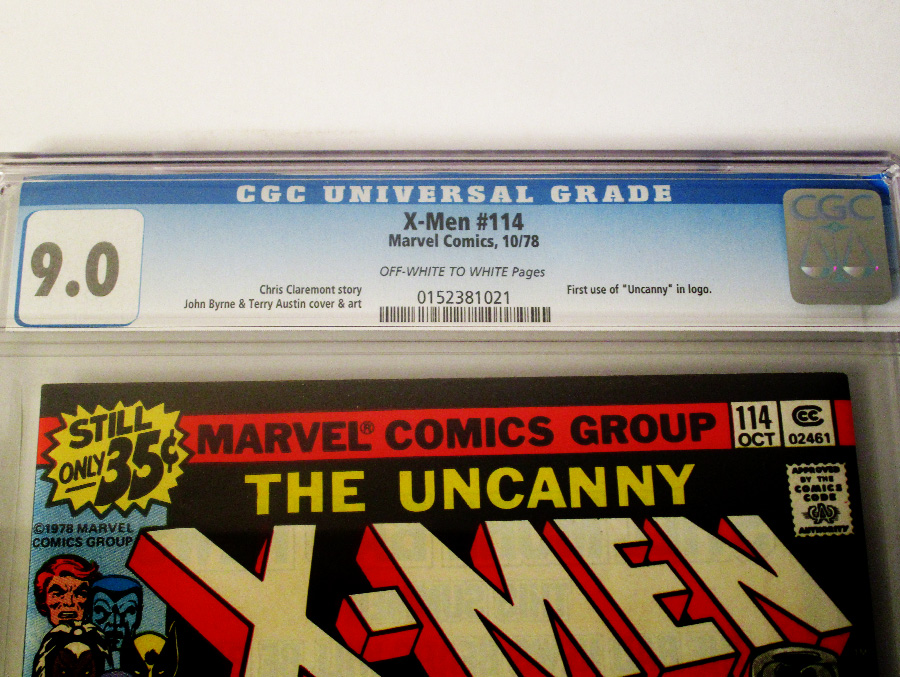 CGC UNIVERSAL GRADE
9.0
X-Men #114
Marvel Comics, 10/78
OFF-WHITE TO WHITE Pages
Chris Claremont story
John Byrne & Terry Austin cover & art
0152381021
First use of "Uncanny" in logo.
CGC
STILL
ONLY 35¢
MARVEL® COMICS GROUP
114
OCT
CC
02461
THE UNCANNY
APPROVED
BY THE
COMICS
CODE
AUTHORITY
©1978 MARVEL
COMICS GROUP
X-MEN